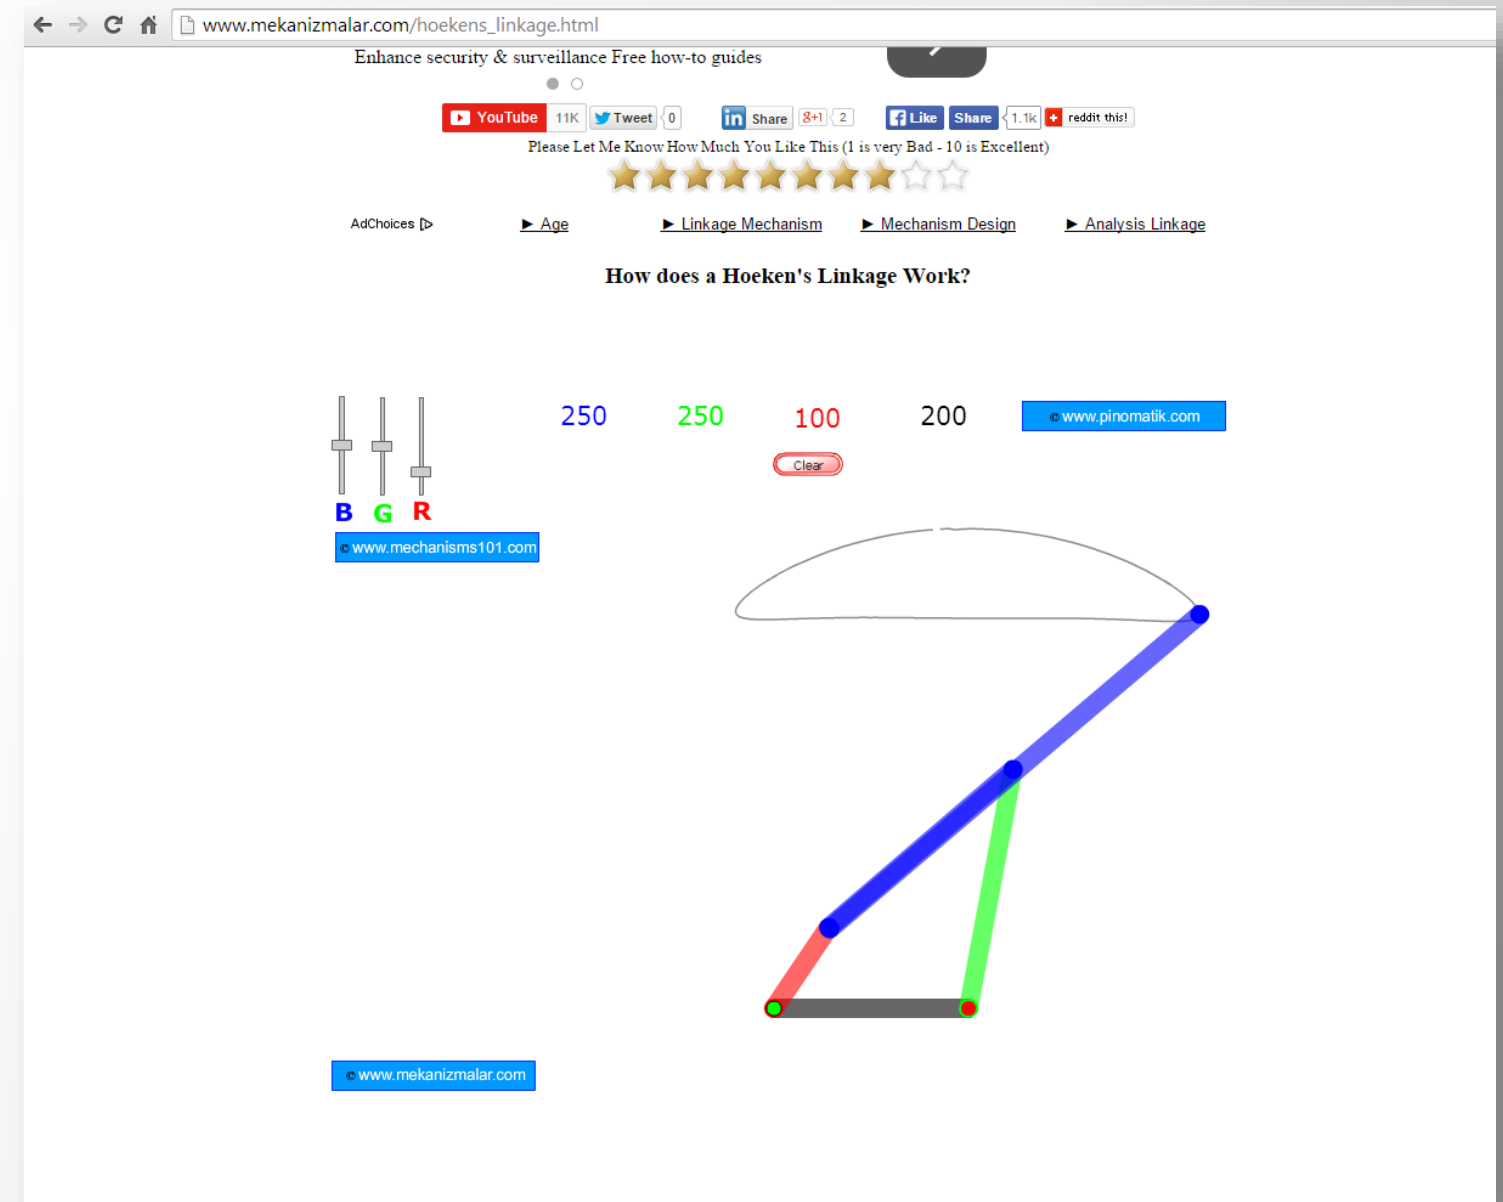 www.mekanizmalar.com/hoekens_linkage.html
Enhance security & surveillance Free how-to guides
YouTube 11K Tweet 0 in Share g+1 2 f Like Share 1.1k reddit this!
Please Let Me Know How Much You Like This (1 is very Bad - 10 is Excellent)
AdChoices ► Age ► Linkage Mechanism ► Mechanism Design ► Analysis Linkage
How does a Hoeken's Linkage Work?
250 250 100 200 © www.pinomatik.com
Clear
B G R
© www.mechanisms101.com
© www.mekanizmalar.com